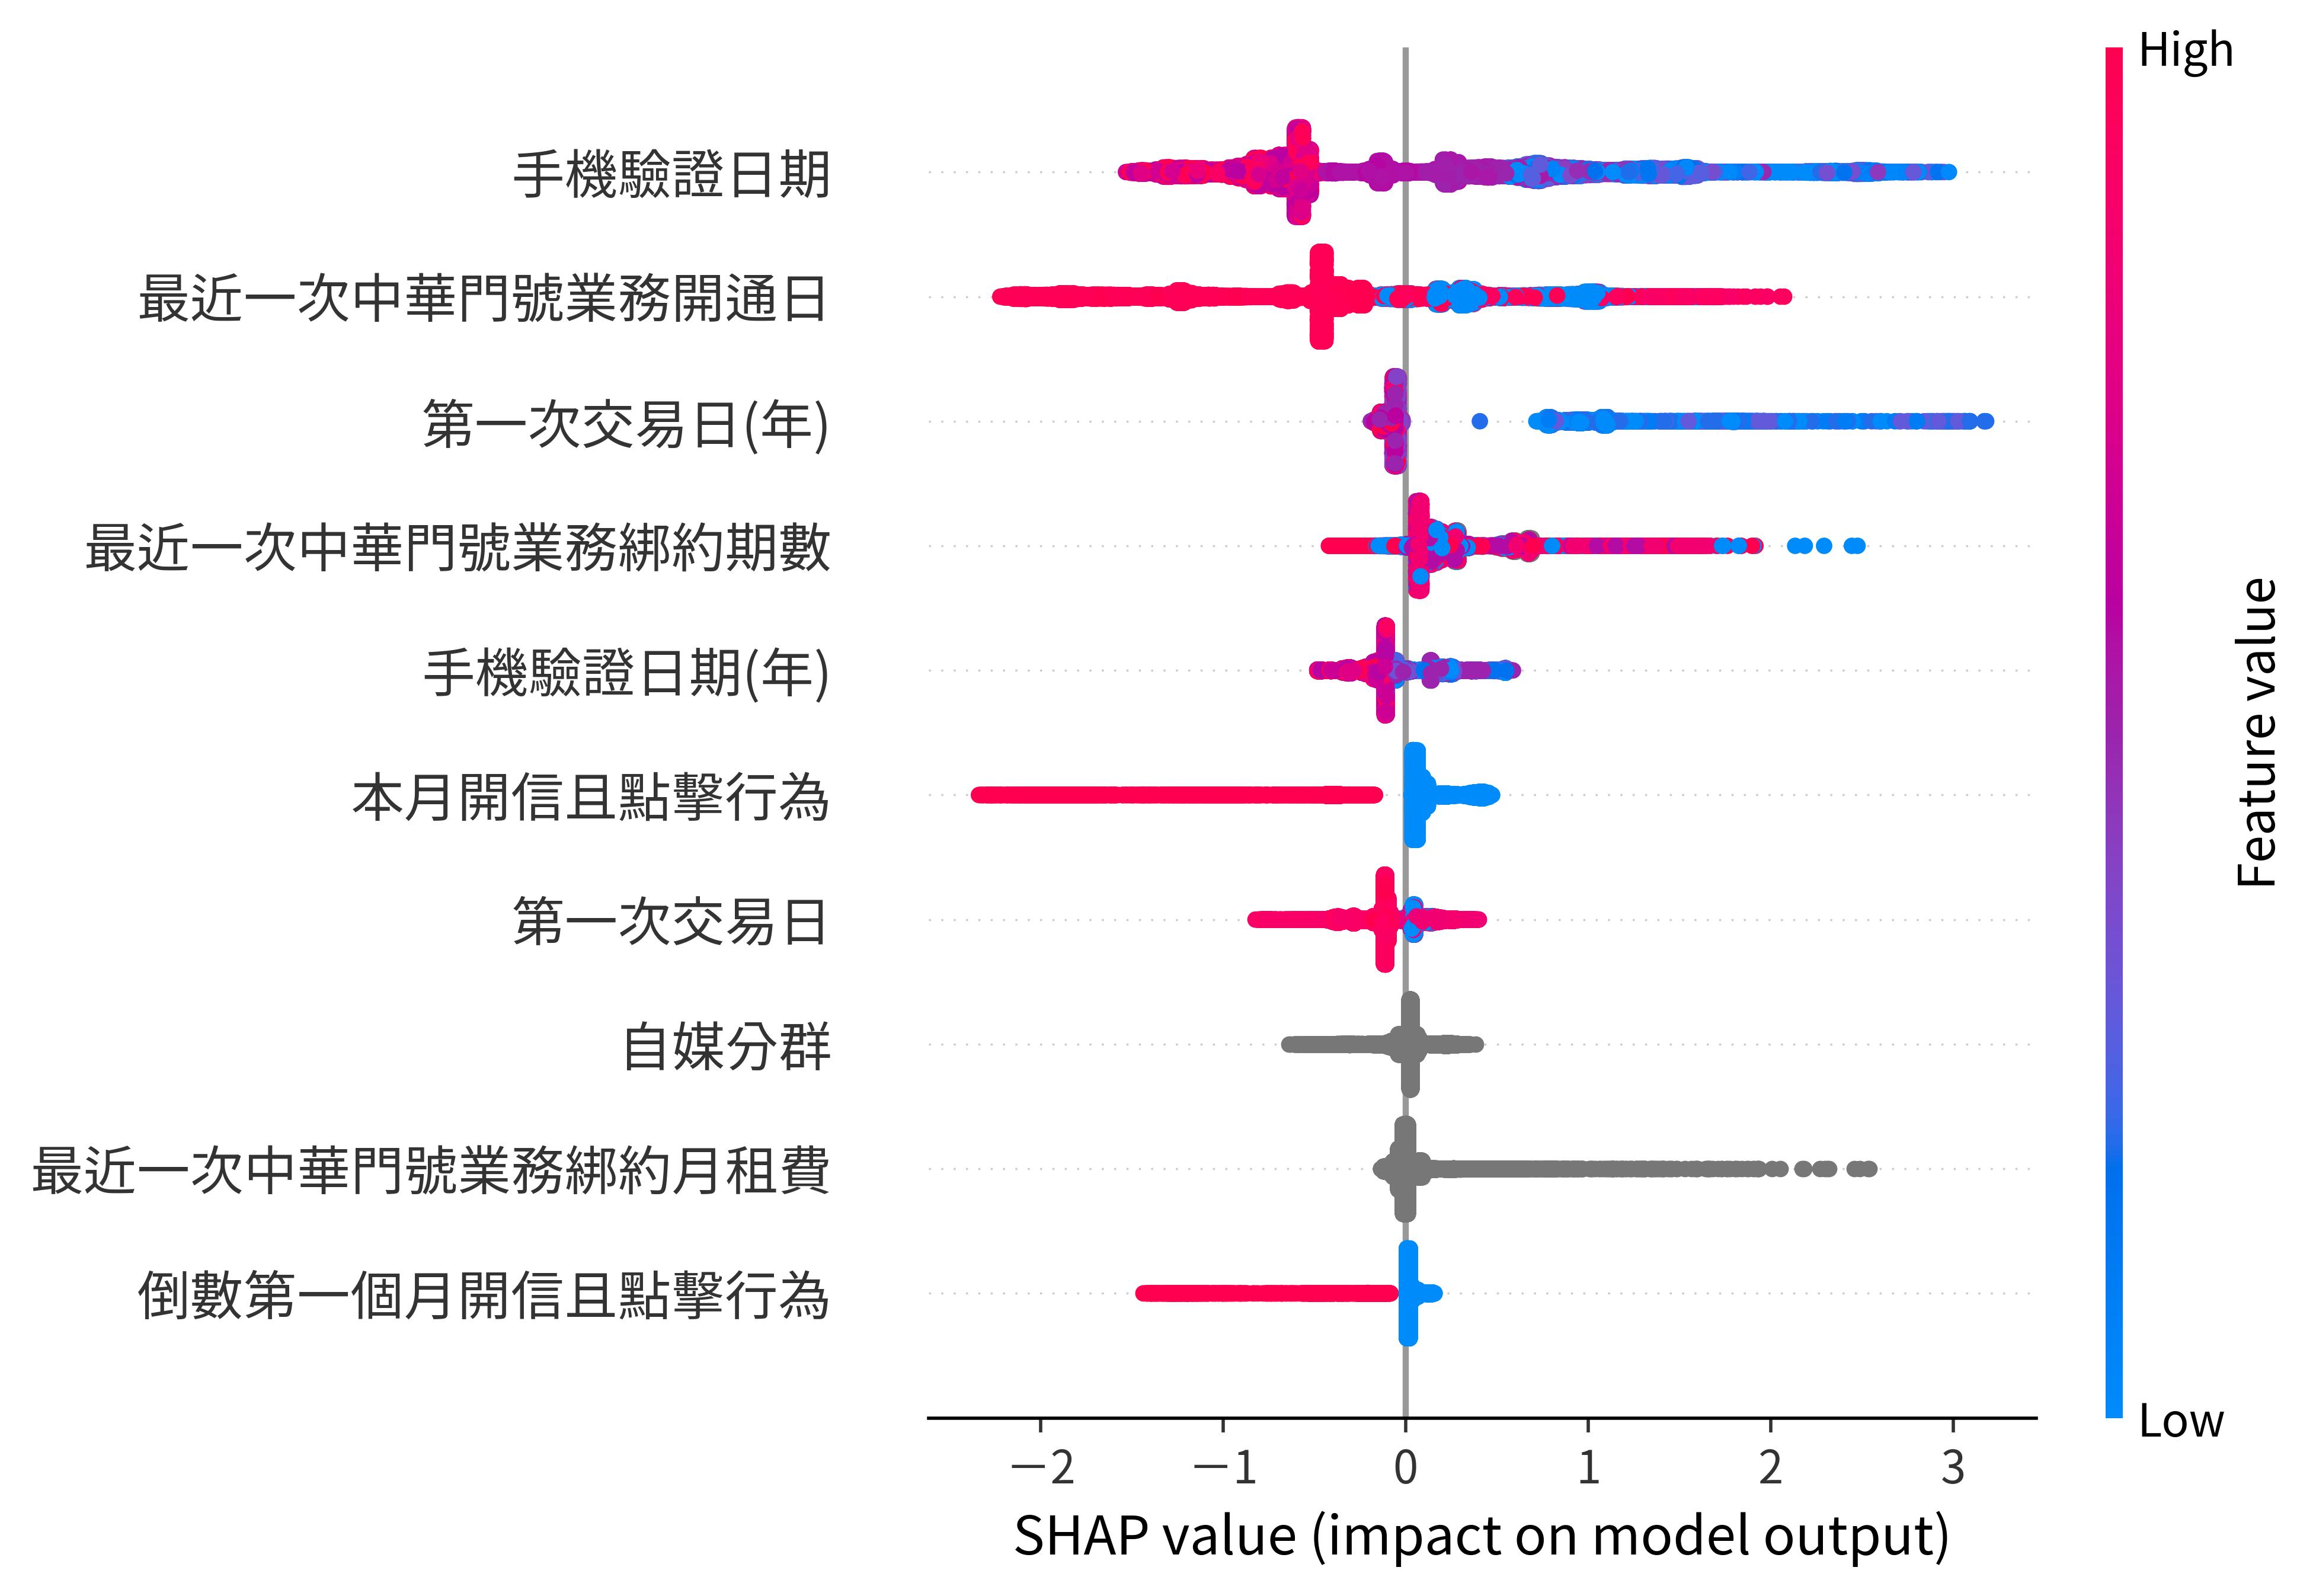 High
手機驗證日期
最近一次中華門號業務開通日
第一次交易日(年)
最近一次中華門號業務綁約期數
手機驗證日期(年)
本月開信且點擊行為
第一次交易日
自媒分群
最近一次中華門號業務綁約月租費
倒數第一個月開信且點擊行為
Feature value
Low
−2 −1 0 1 2 3
SHAP value (impact on model output)